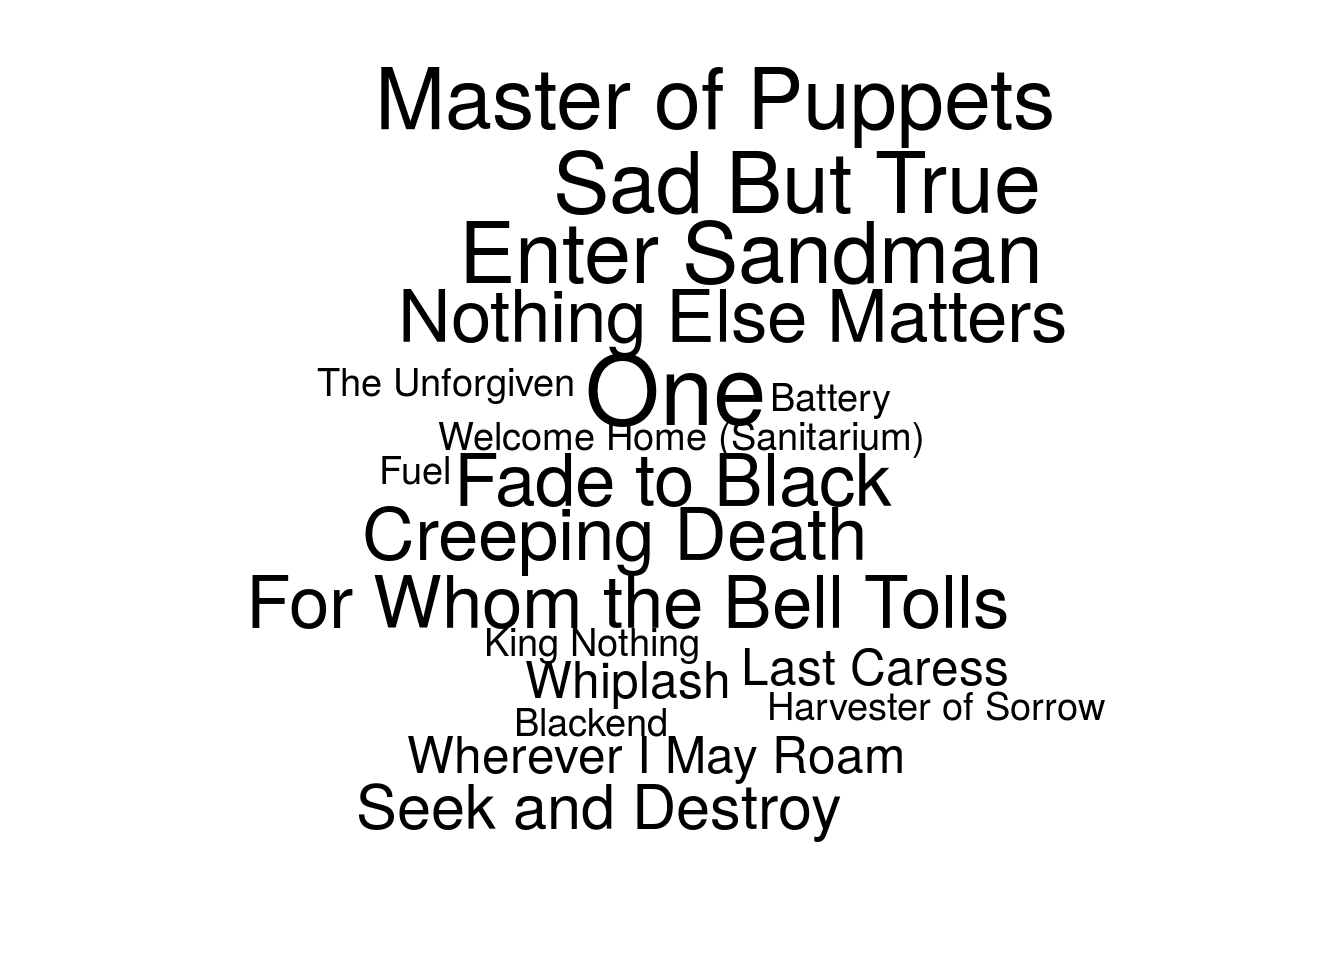 Master of Puppets
Sad But True
Enter Sandman
Nothing Else Matters
The Unforgiven
One
Battery
Welcome Home (Sanitarium)
Fuel
Fade to Black
Creeping Death
For Whom the Bell Tolls
King Nothing
Whiplash
Last Caress
Harvester of Sorrow
Blackend
Wherever I May Roam
Seek and Destroy